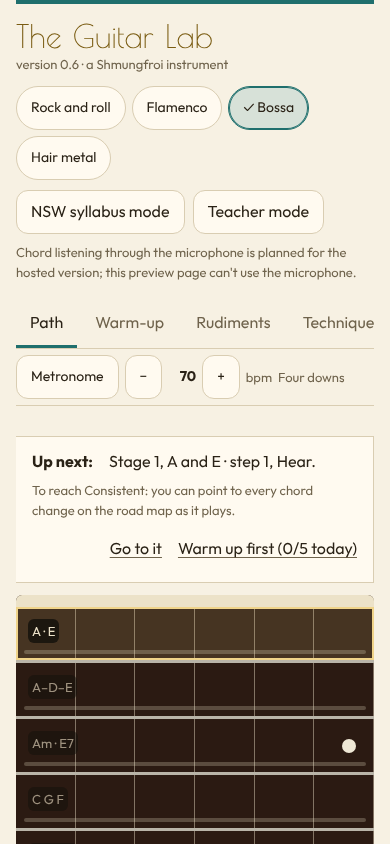 The Guitar Lab
version 0.6 · a Shmungfroi instrument
Rock and roll
Flamenco
✓ Bossa
Hair metal
NSW syllabus mode
Teacher mode
Chord listening through the microphone is planned for the
hosted version; this preview page can't use the microphone.
Path Warm-up Rudiments Technique
Metronome − 70 + bpm Four downs
Up next: Stage 1, A and E · step 1, Hear.
To reach Consistent: you can point to every chord
change on the road map as it plays.
Go to it Warm up first (0/5 today)
A · E
A–D–E
Am · E7
C G F